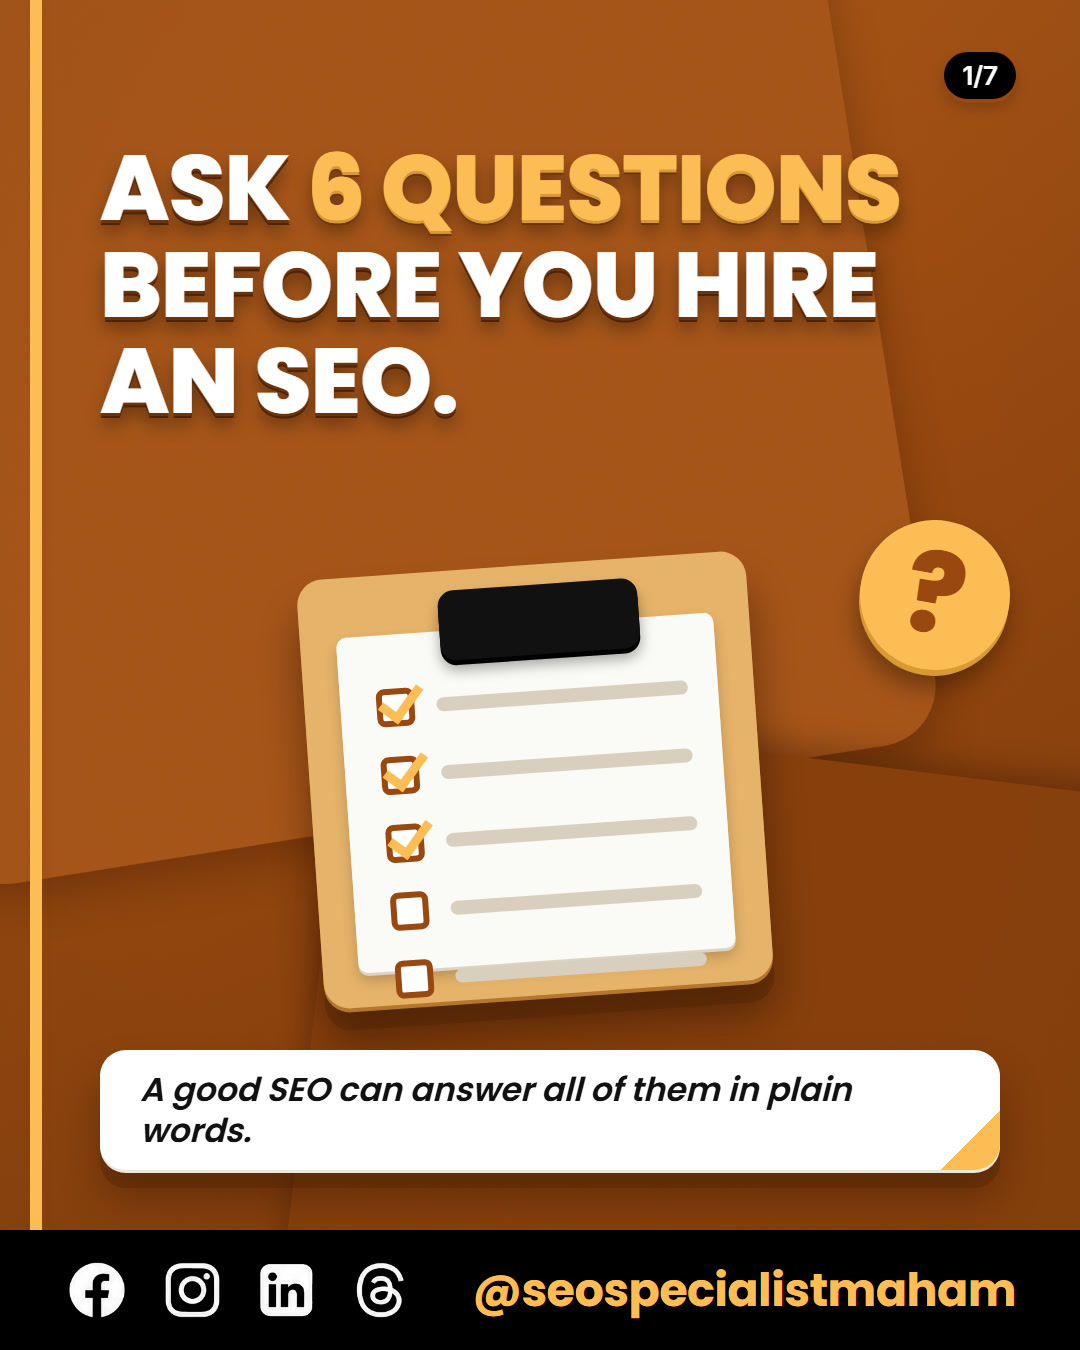 1/7
ASK 6 QUESTIONS
BEFORE YOU HIRE
AN SEO.
?
A good SEO can answer all of them in plain
words.
@seospecialistmaham